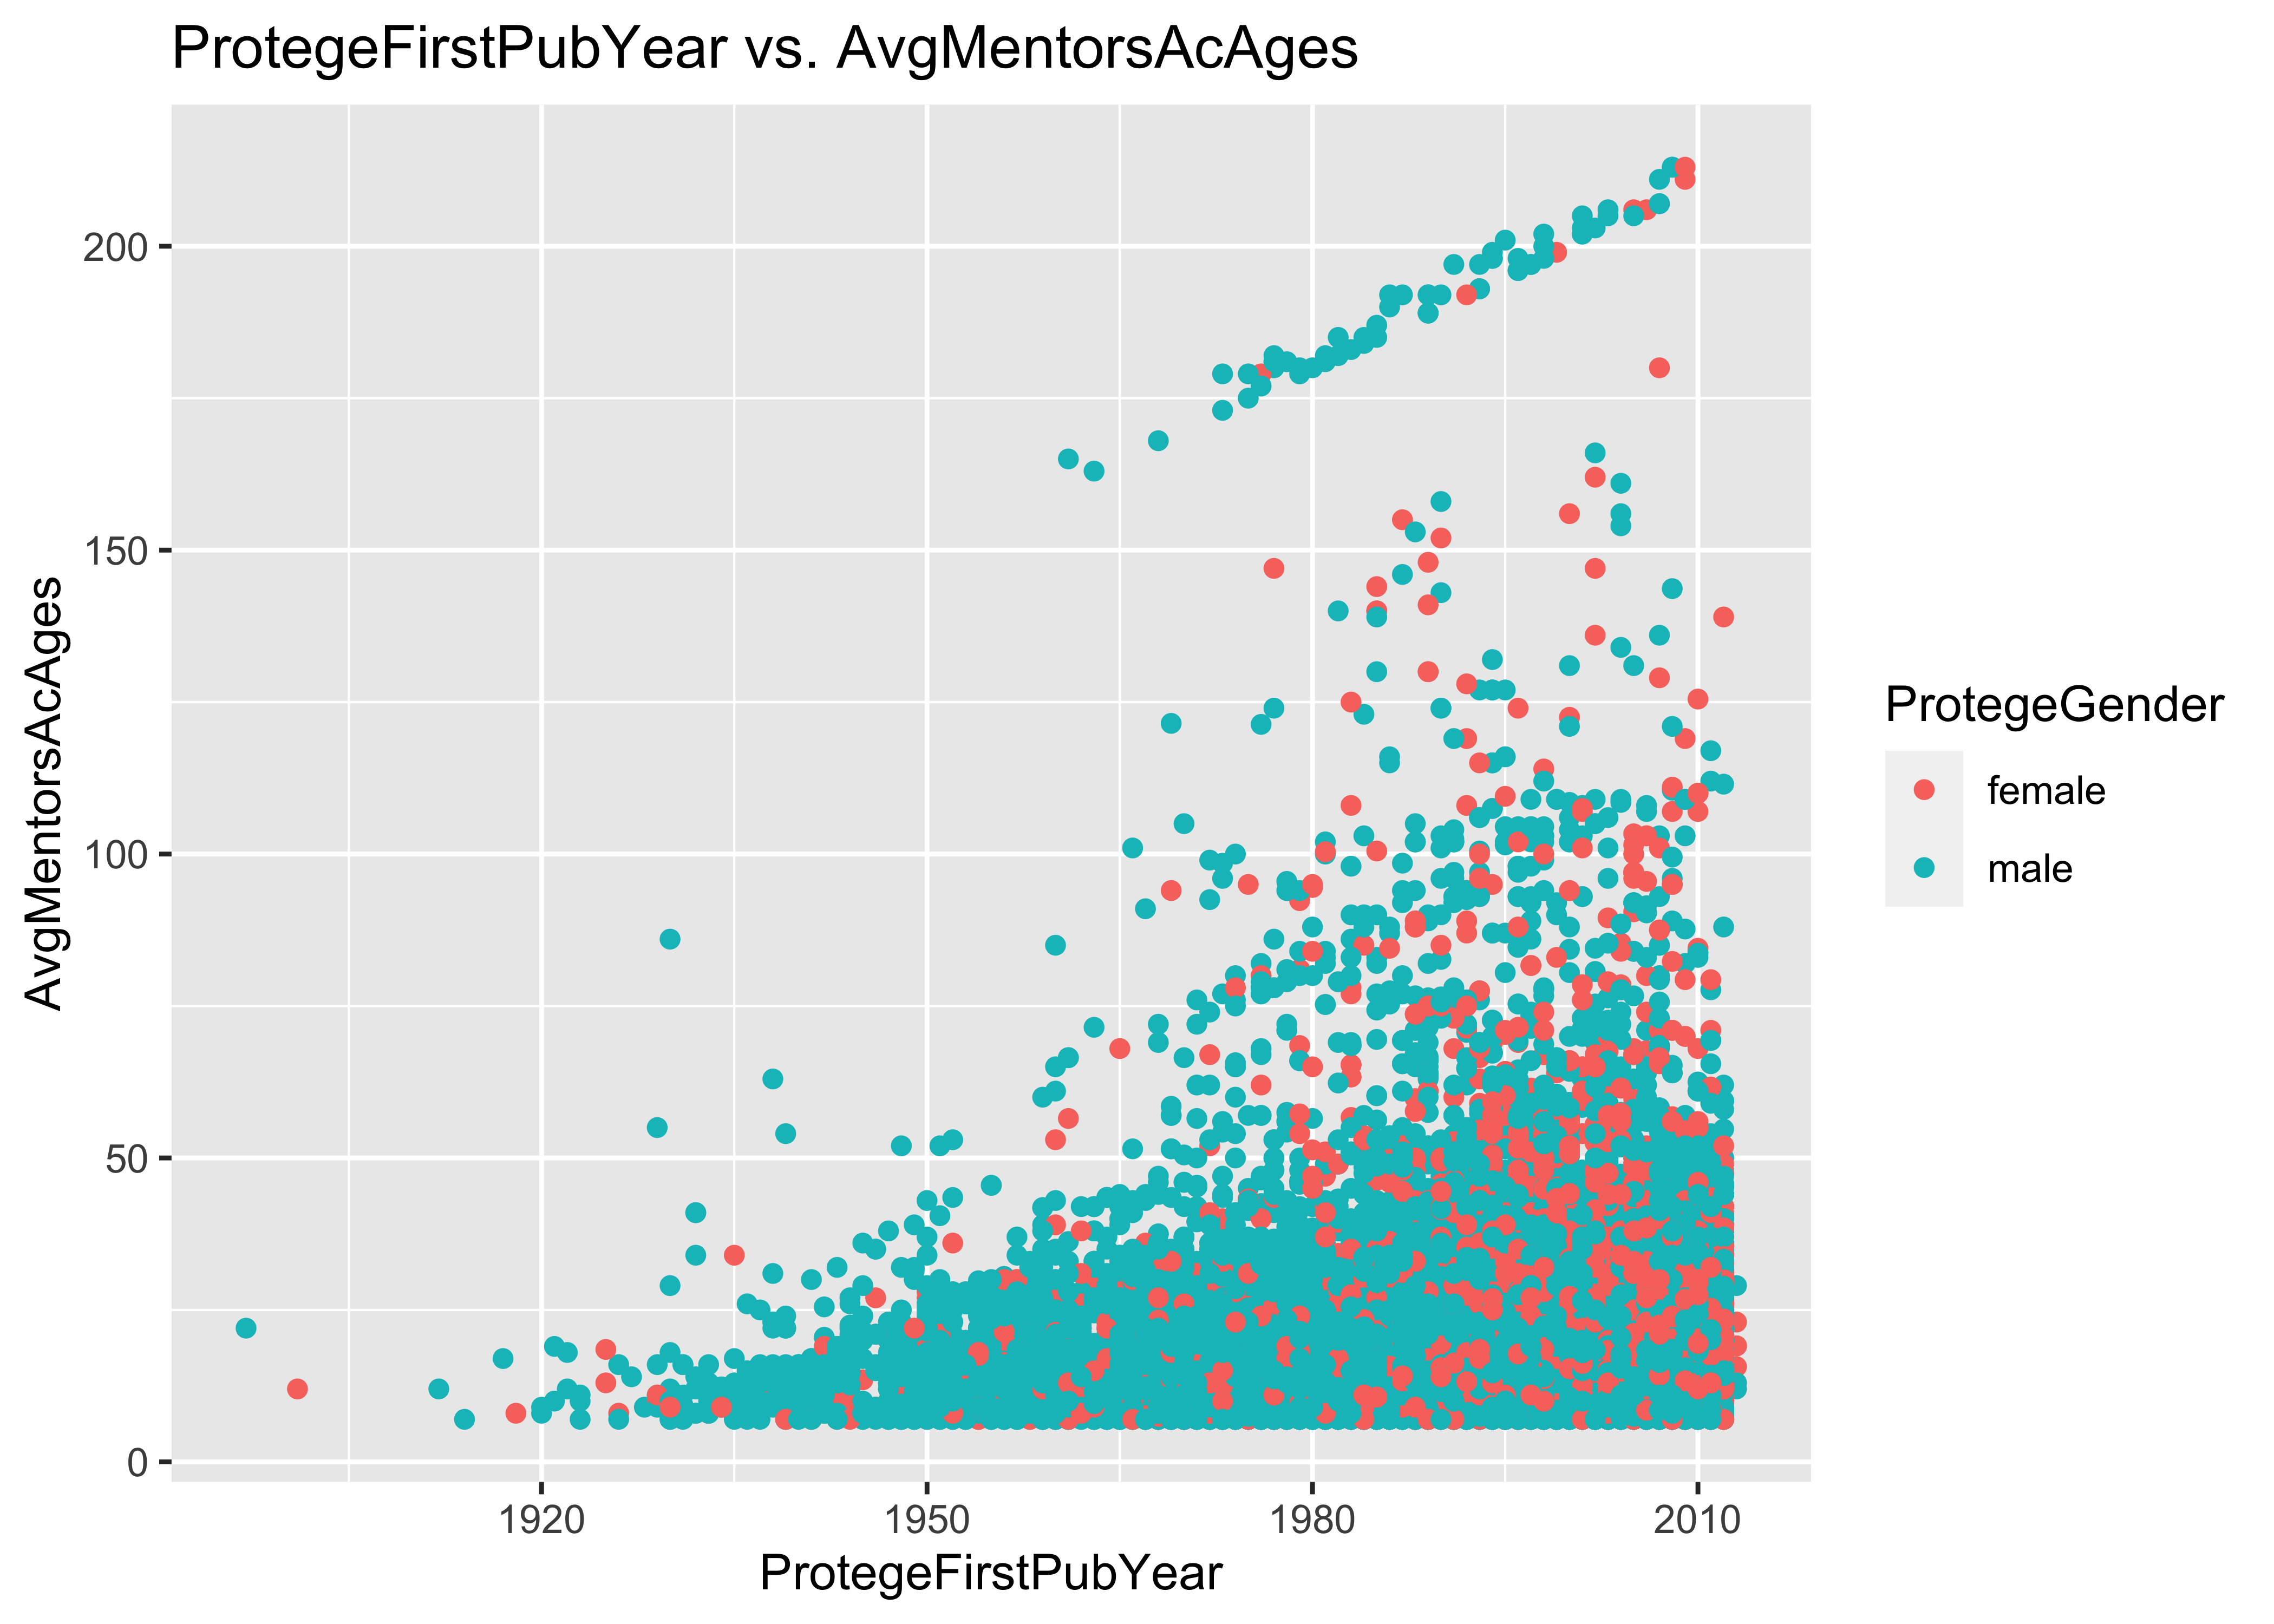 ProtegeFirstPubYear vs. AvgMentorsAcAges
AvgMentorsAcAges
200
150
100
50
0
1920 1950 1980 2010
ProtegeFirstPubYear
ProtegeGender
female
male